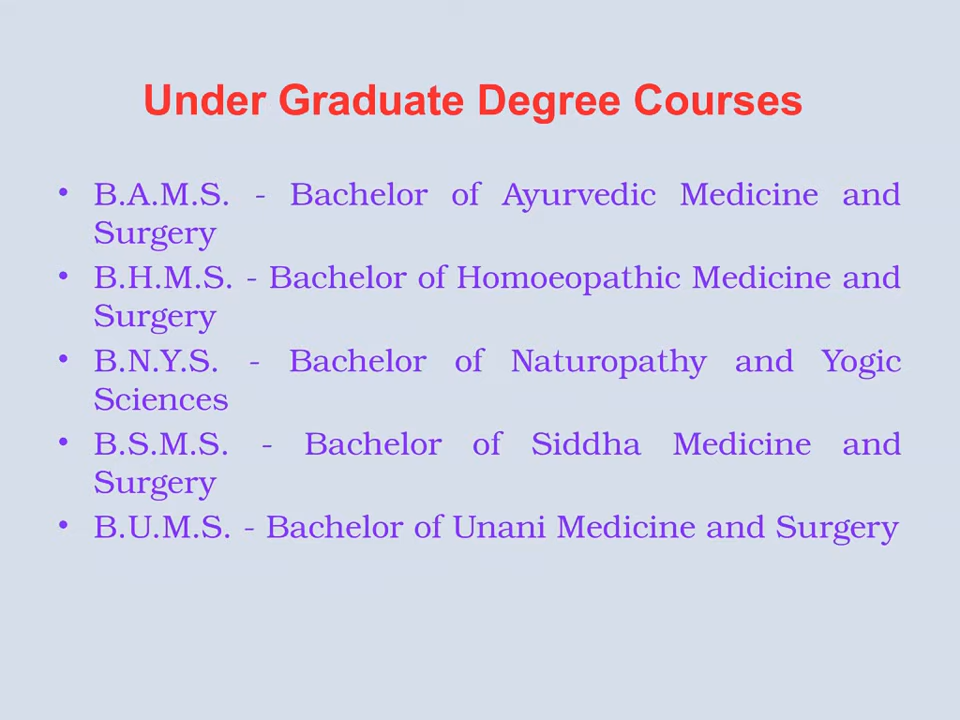 Under Graduate Degree Courses
• B.A.M.S. - Bachelor of Ayurvedic Medicine and
Surgery
• B.H.M.S. - Bachelor of Homoeopathic Medicine and
Surgery
• B.N.Y.S. - Bachelor of Naturopathy and Yogic
Sciences
• B.S.M.S. - Bachelor of Siddha Medicine and
Surgery
• B.U.M.S. - Bachelor of Unani Medicine and Surgery